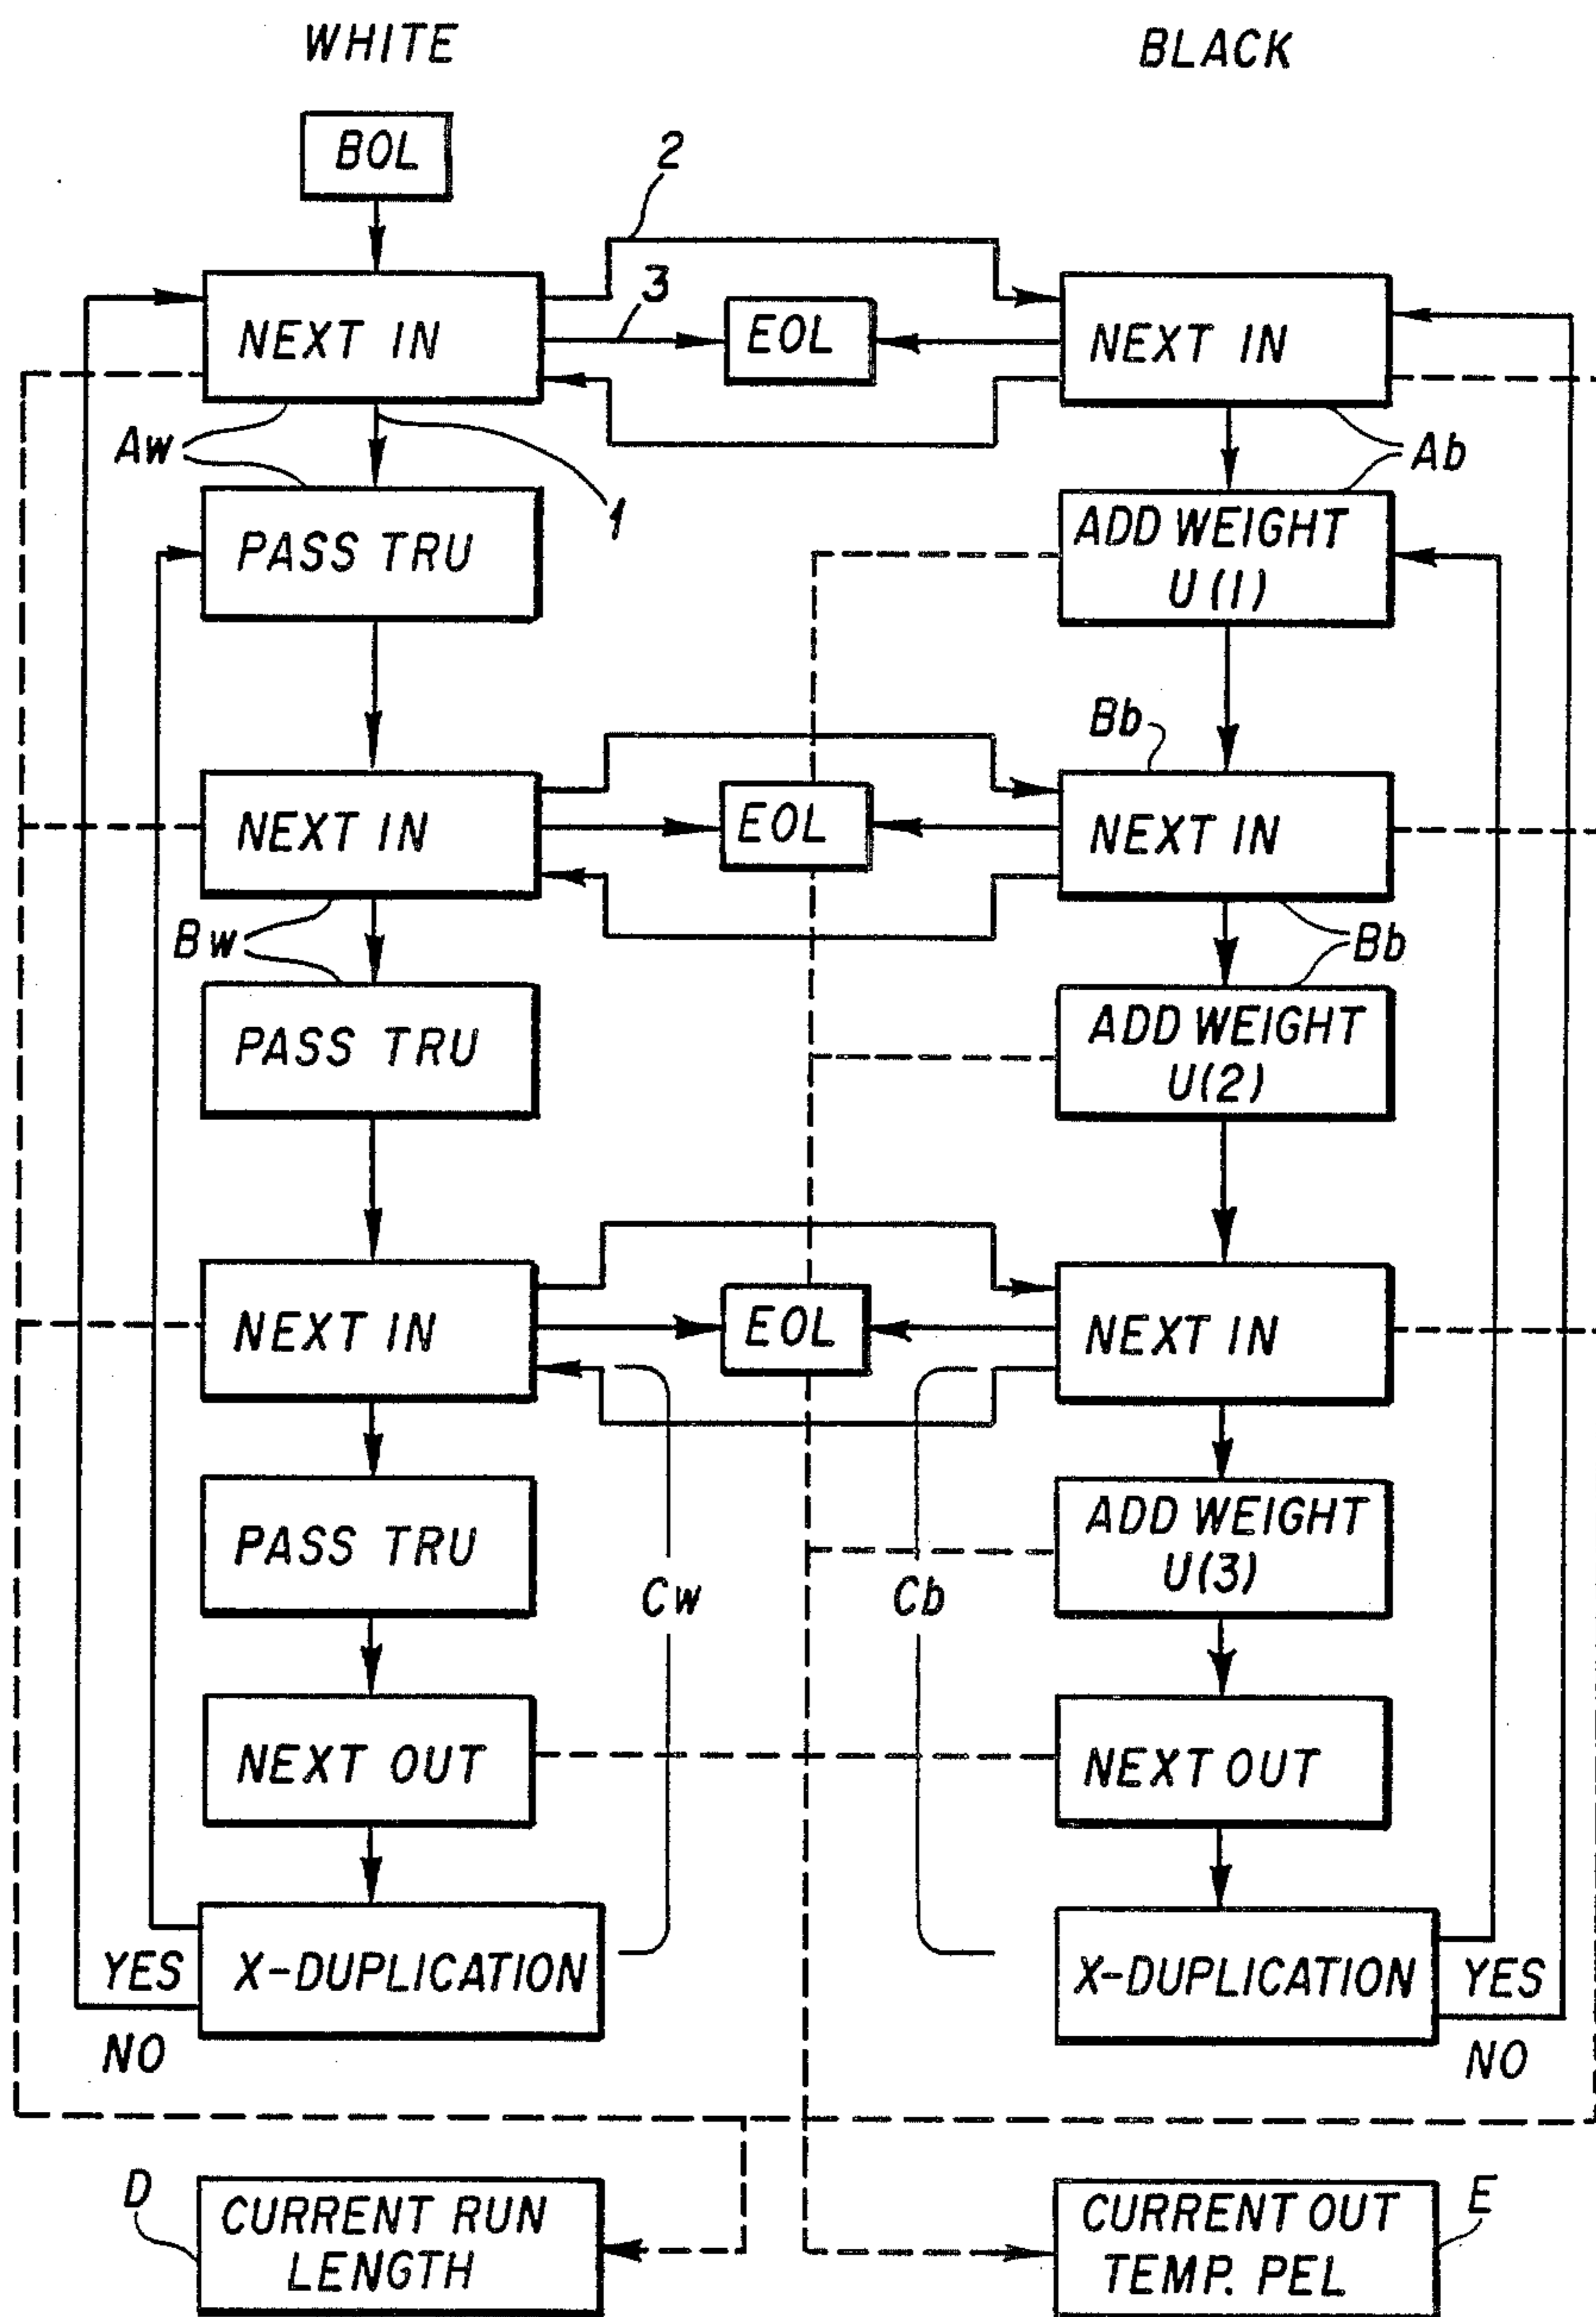 WHITE
BLACK
BOL
2
3
NEXT IN
EOL
NEXT IN
Aw
1
Ab
PASS TRU
ADD WEIGHT
U(1)
Bb
NEXT IN
EOL
NEXT IN
Bw
Bb
PASS TRU
ADD WEIGHT
U(2)
NEXT IN
EOL
NEXT IN
PASS TRU
ADD WEIGHT
U(3)
Cw
Cb
NEXT OUT
NEXT OUT
YES
X-DUPLICATION
X-DUPLICATION
YES
NO
NO
D
CURRENT RUN
LENGTH
CURRENT OUT
TEMP. PEL
E